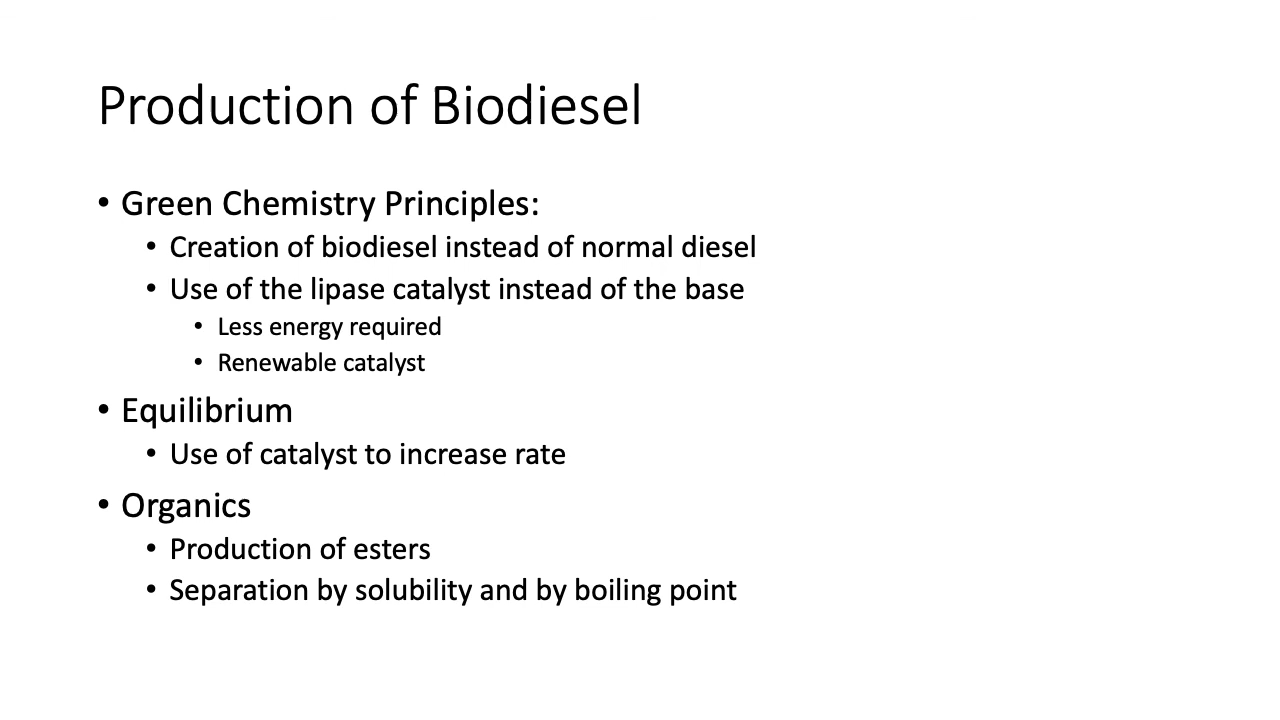 Production of Biodiesel
• Green Chemistry Principles:
• Creation of biodiesel instead of normal diesel
• Use of the lipase catalyst instead of the base
• Less energy required
• Renewable catalyst
• Equilibrium
• Use of catalyst to increase rate
• Organics
• Production of esters
• Separation by solubility and by boiling point